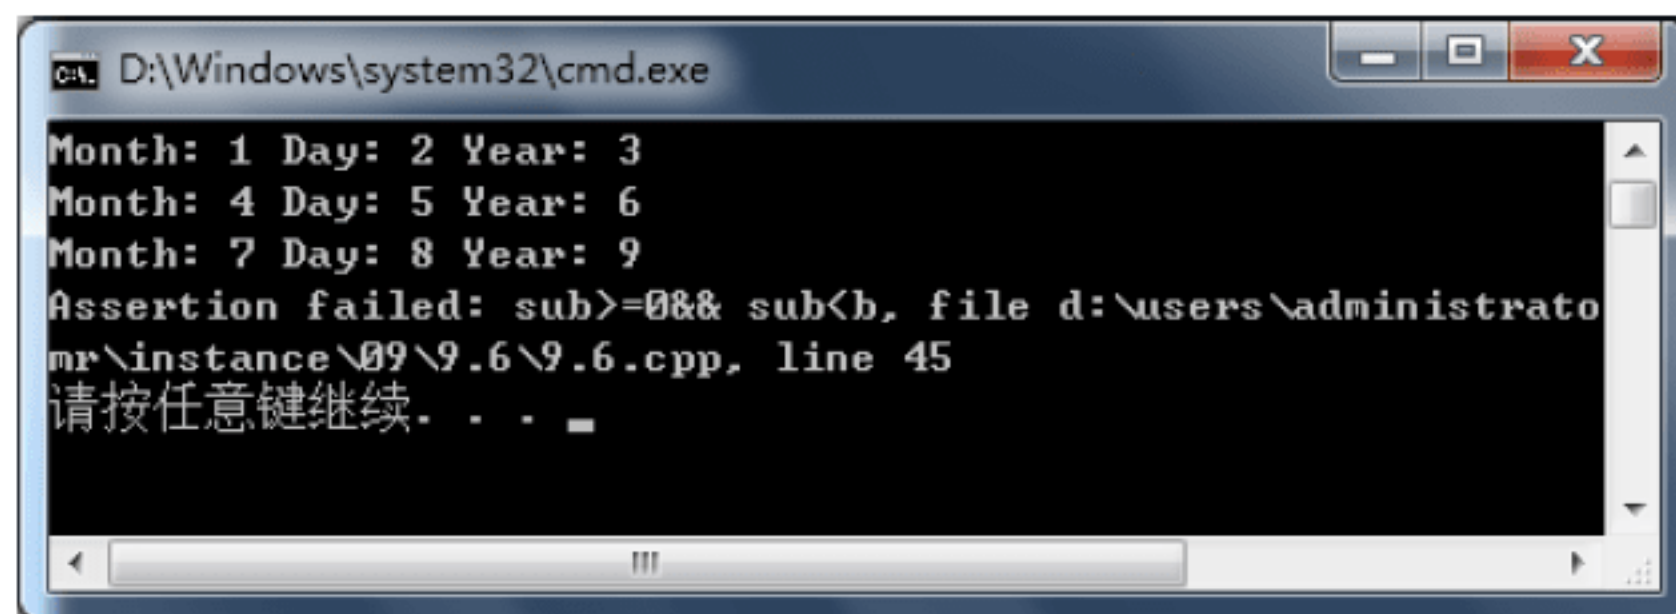 D:\Windows\system32\cmd.exe
Month: 1 Day: 2 Year: 3
Month: 4 Day: 5 Year: 6
Month: 7 Day: 8 Year: 9
Assertion failed: sub>=0&& sub<b, file d:\users\administrato
mr\instance\09\9.6\9.6.cpp, line 45
请按任意键继续. . .